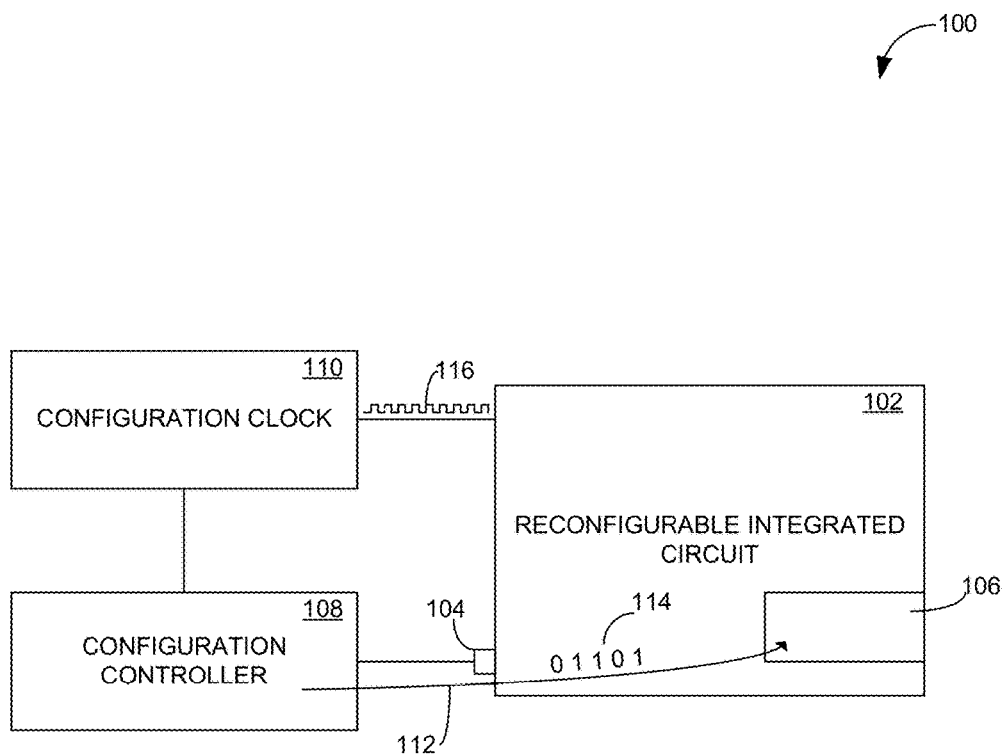 100
110
CONFIGURATION CLOCK
116
102
RECONFIGURABLE INTEGRATED
CIRCUIT
106
108
CONFIGURATION
CONTROLLER
104
114
0 1 1 0 1
112